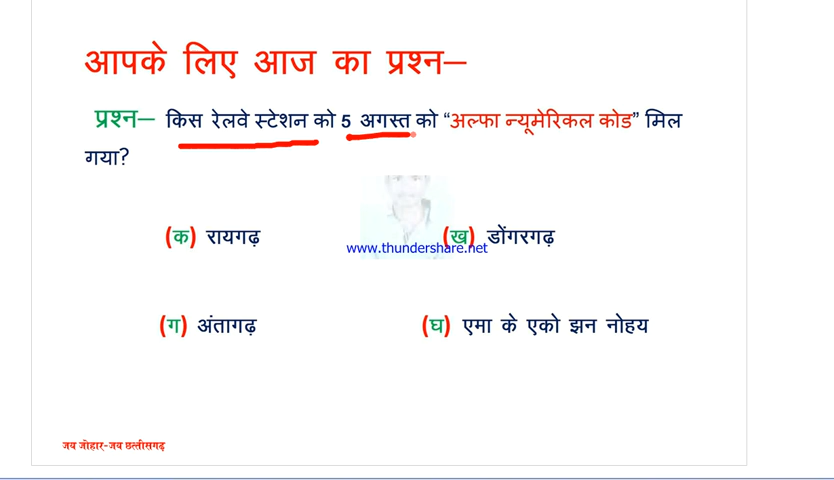 आपके लिए आज का प्रश्न–
प्रश्न– किस रेलवे स्टेशन को 5 अगस्त को “अल्फा न्यूमेरिकल कोड” मिल
गया?
(क) रायगढ़ (ख) डोंगरगढ़
www.thundershare.net
(ग) अंतागढ़ (घ) एमा के एको झन नोहय
जय जोहार-जय छत्तीसगढ़